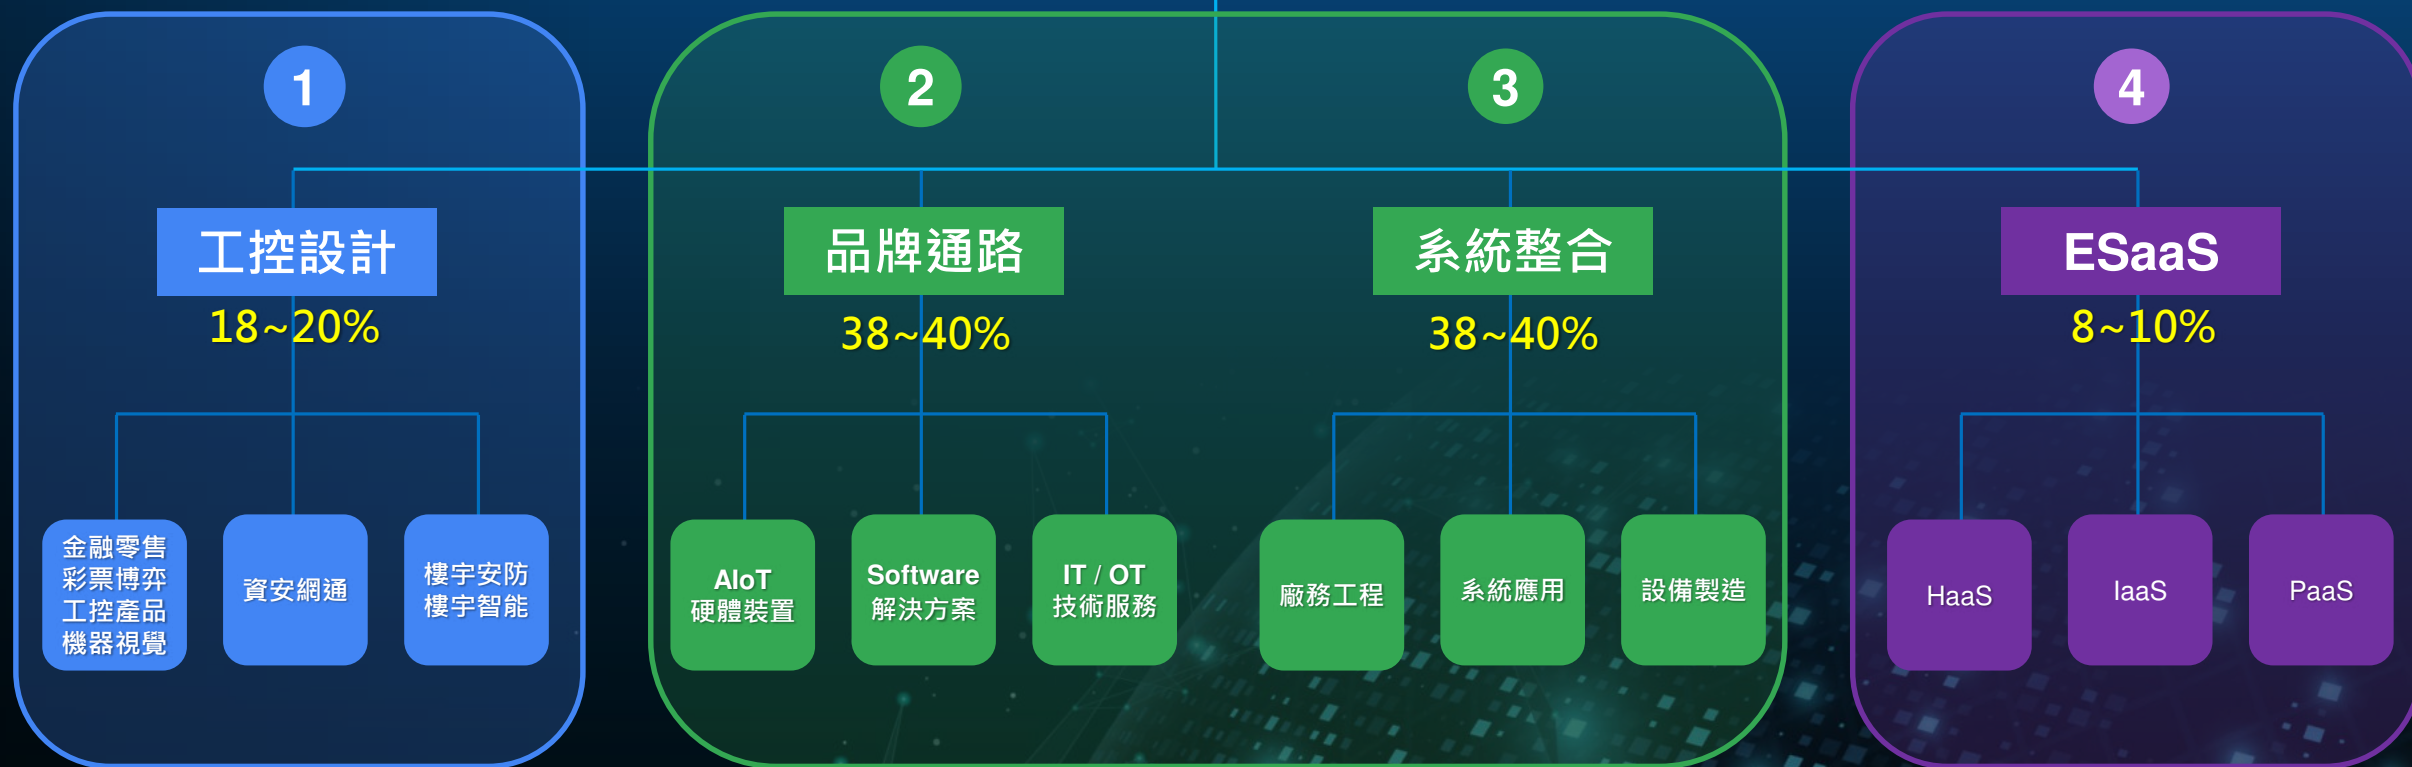 1
工控設計
18~20%
金融零售
彩票博弈
工控產品
機器視覺
資安網通
樓宇安防
樓宇智能
2
品牌通路
38~40%
AIoT
硬體裝置
Software
解決方案
IT / OT
技術服務
3
系統整合
38~40%
廠務工程
系統應用
設備製造
4
ESaaS
8~10%
HaaS
IaaS
PaaS